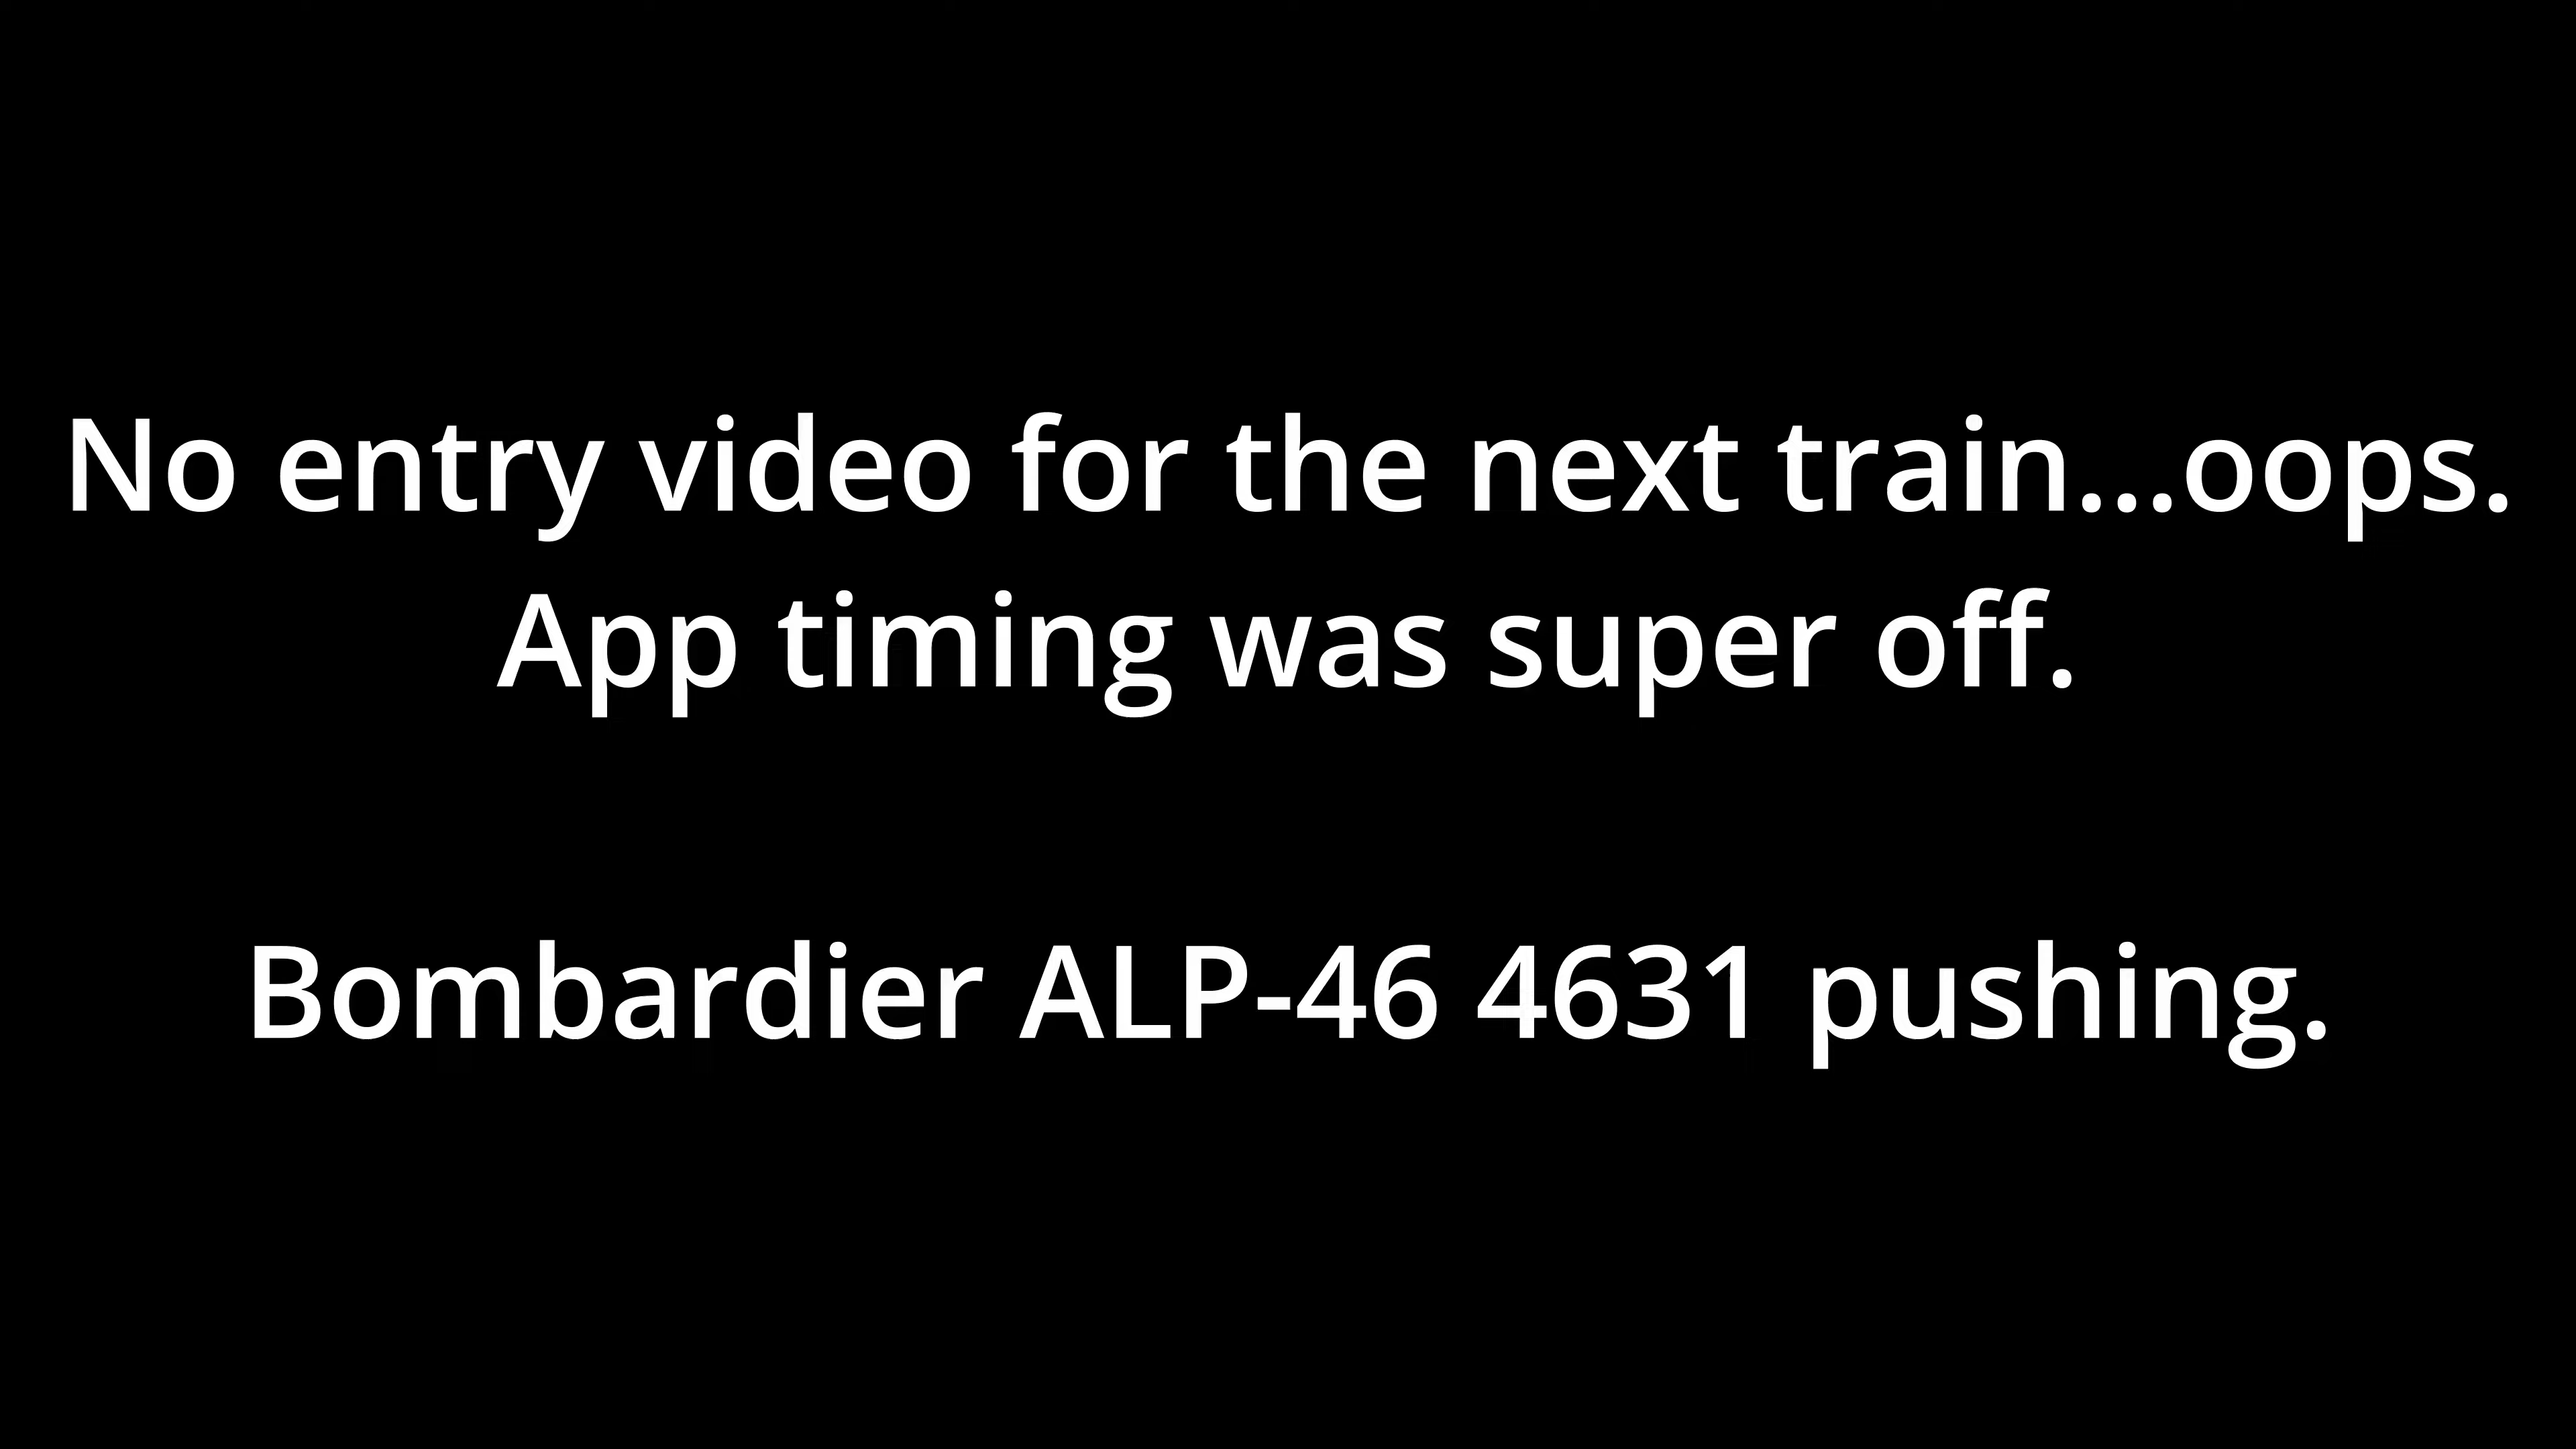 No entry video for the next train...oops.
App timing was super off.
Bombardier ALP-46 4631 pushing.